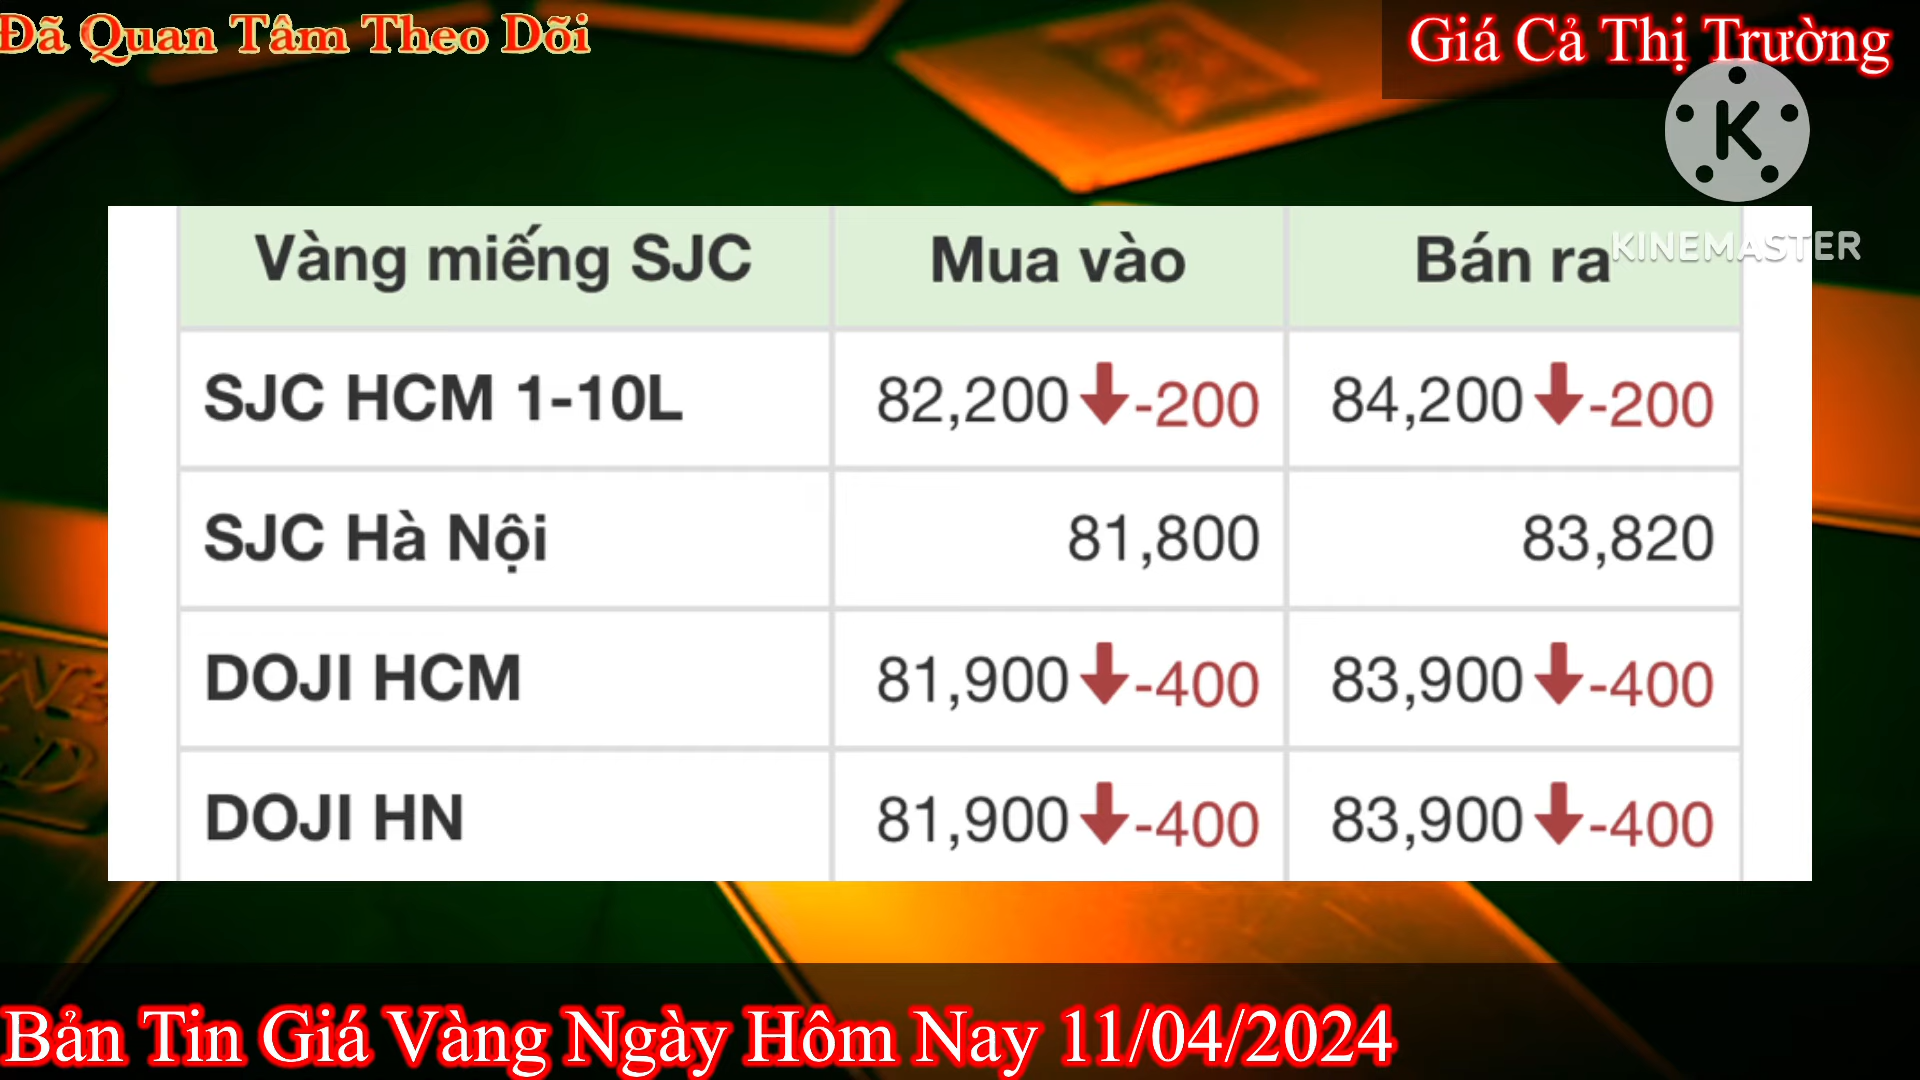 Đã Quan Tâm Theo Dõi
Giá Cả Thị Trường
K
KINEMASTER
Vàng miếng SJC Mua vào Bán ra
SJC HCM 1-10L 82,200 -200 84,200 -200
SJC Hà Nội 81,800 83,820
DOJI HCM 81,900 -400 83,900 -400
DOJI HN 81,900 -400 83,900 -400
Bản Tin Giá Vàng Ngày Hôm Nay 11/04/2024